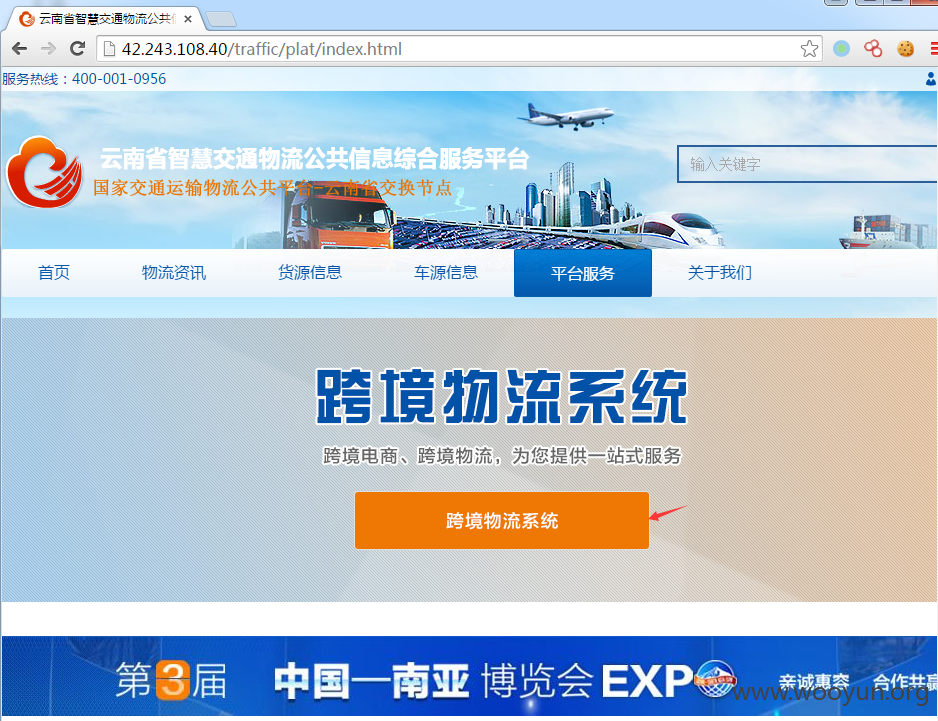 云南省智慧交通物流公共信
42.243.108.40/traffic/plat/index.html
服务热线：400-001-0956
云南省智慧交通物流公共信息综合服务平台
国家交通运输物流公共平台-云南省交换节点
输入关键字
首页 物流资讯 货源信息 车源信息 平台服务 关于我们
跨境物流系统
跨境电商、跨境物流，为您提供一站式服务
跨境物流系统
第3届 中国—南亚 博览会 EXP 亲诚惠容 合作共赢
www.wooyun.org